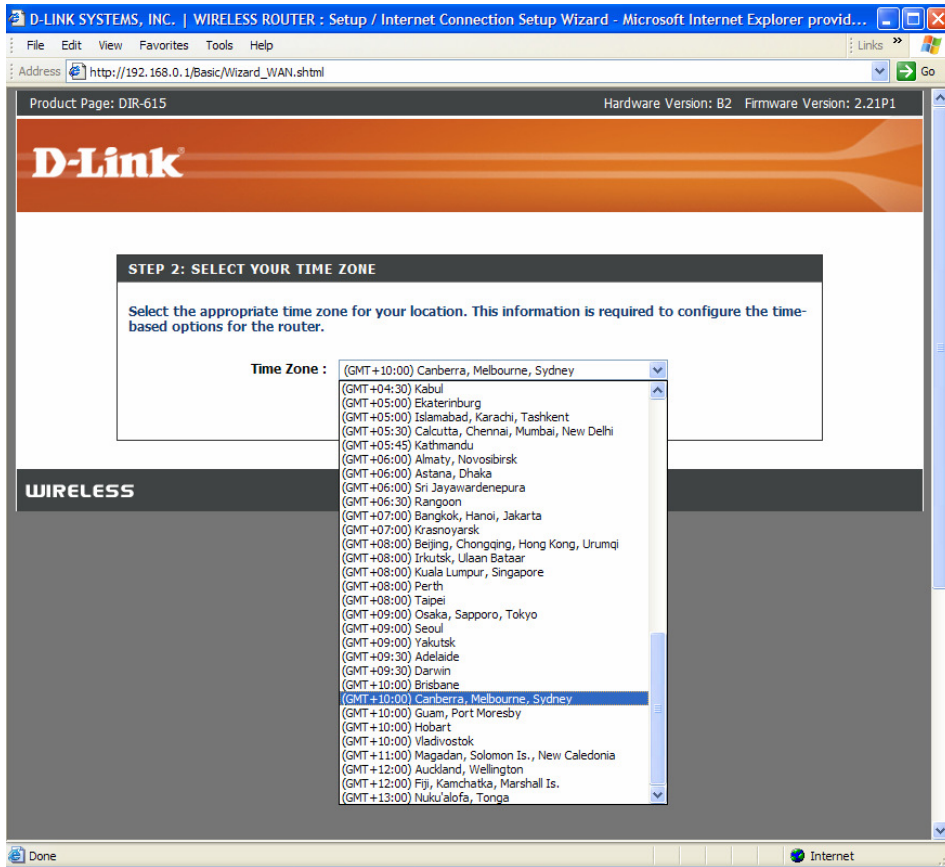 D-LINK SYSTEMS, INC. | WIRELESS ROUTER : Setup / Internet Connection Setup Wizard - Microsoft Internet Explorer provid...
File Edit View Favorites Tools Help
Links »
Address http://192.168.0.1/Basic/Wizard_WAN.shtml
Go
Product Page: DIR-615
Hardware Version: B2 Firmware Version: 2.21P1
D-Link®
STEP 2: SELECT YOUR TIME ZONE
Select the appropriate time zone for your location. This information is required to configure the time-
based options for the router.
Time Zone : (GMT+10:00) Canberra, Melbourne, Sydney
(GMT+04:30) Kabul
(GMT+05:00) Ekaterinburg
(GMT+05:00) Islamabad, Karachi, Tashkent
(GMT+05:30) Calcutta, Chennai, Mumbai, New Delhi
(GMT+05:45) Kathmandu
(GMT+06:00) Almaty, Novosibirsk
(GMT+06:00) Astana, Dhaka
(GMT+06:00) Sri Jayawardenepura
(GMT+06:30) Rangoon
(GMT+07:00) Bangkok, Hanoi, Jakarta
(GMT+07:00) Krasnoyarsk
(GMT+08:00) Beijing, Chongqing, Hong Kong, Urumqi
(GMT+08:00) Irkutsk, Ulaan Bataar
(GMT+08:00) Kuala Lumpur, Singapore
(GMT+08:00) Perth
(GMT+08:00) Taipei
(GMT+09:00) Osaka, Sapporo, Tokyo
(GMT+09:00) Seoul
(GMT+09:00) Yakutsk
(GMT+09:30) Adelaide
(GMT+09:30) Darwin
(GMT+10:00) Brisbane
(GMT+10:00) Canberra, Melbourne, Sydney
(GMT+10:00) Guam, Port Moresby
(GMT+10:00) Hobart
(GMT+10:00) Vladivostok
(GMT+11:00) Magadan, Solomon Is., New Caledonia
(GMT+12:00) Auckland, Wellington
(GMT+12:00) Fiji, Kamchatka, Marshall Is.
(GMT+13:00) Nuku'alofa, Tonga
WIRELESS
Done
Internet